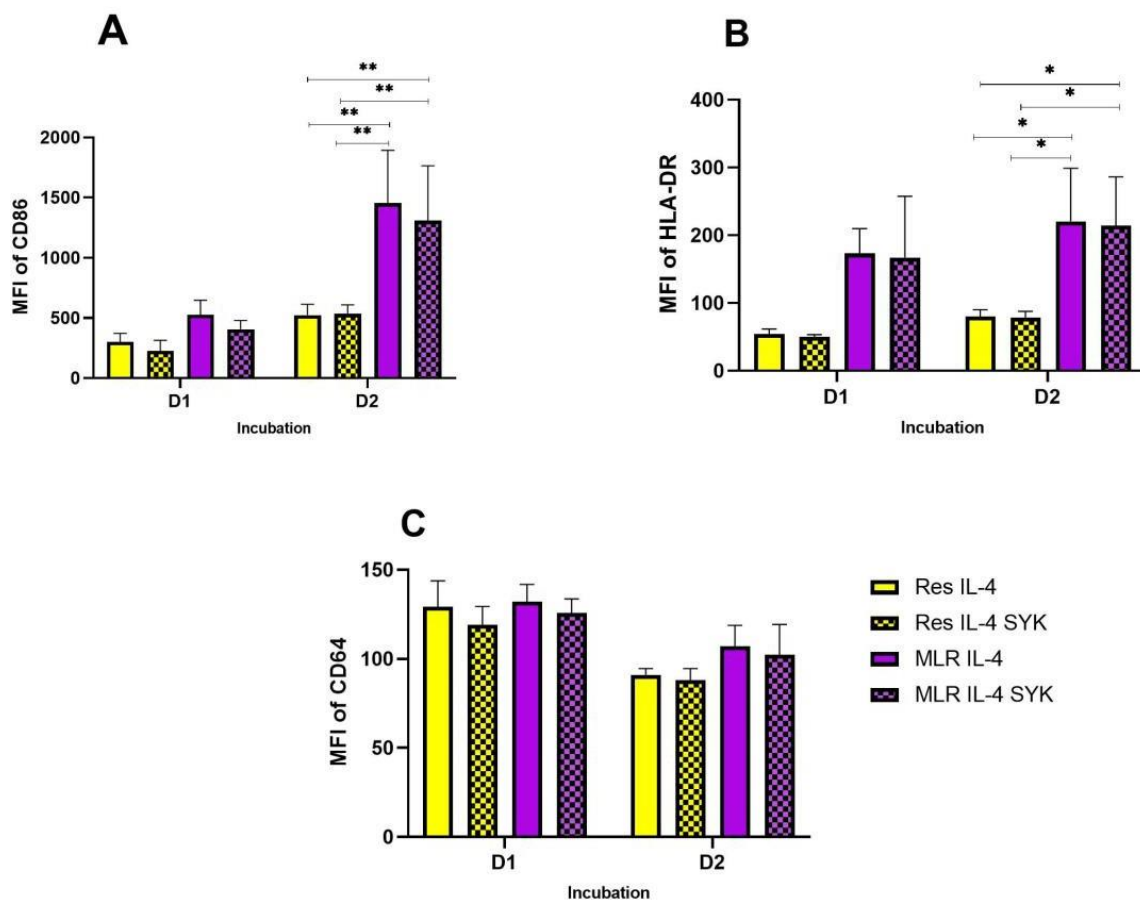 A
**
**
**
**
2000
1500
1000
500
0
MFI of CD86
D1
D2
Incubation
B
*
*
*
*
400
300
200
100
0
MFI of HLA-DR
D1
D2
Incubation
C
150
100
50
0
MFI of CD64
D1
D2
Incubation
Res IL-4
Res IL-4 SYK
MLR IL-4
MLR IL-4 SYK